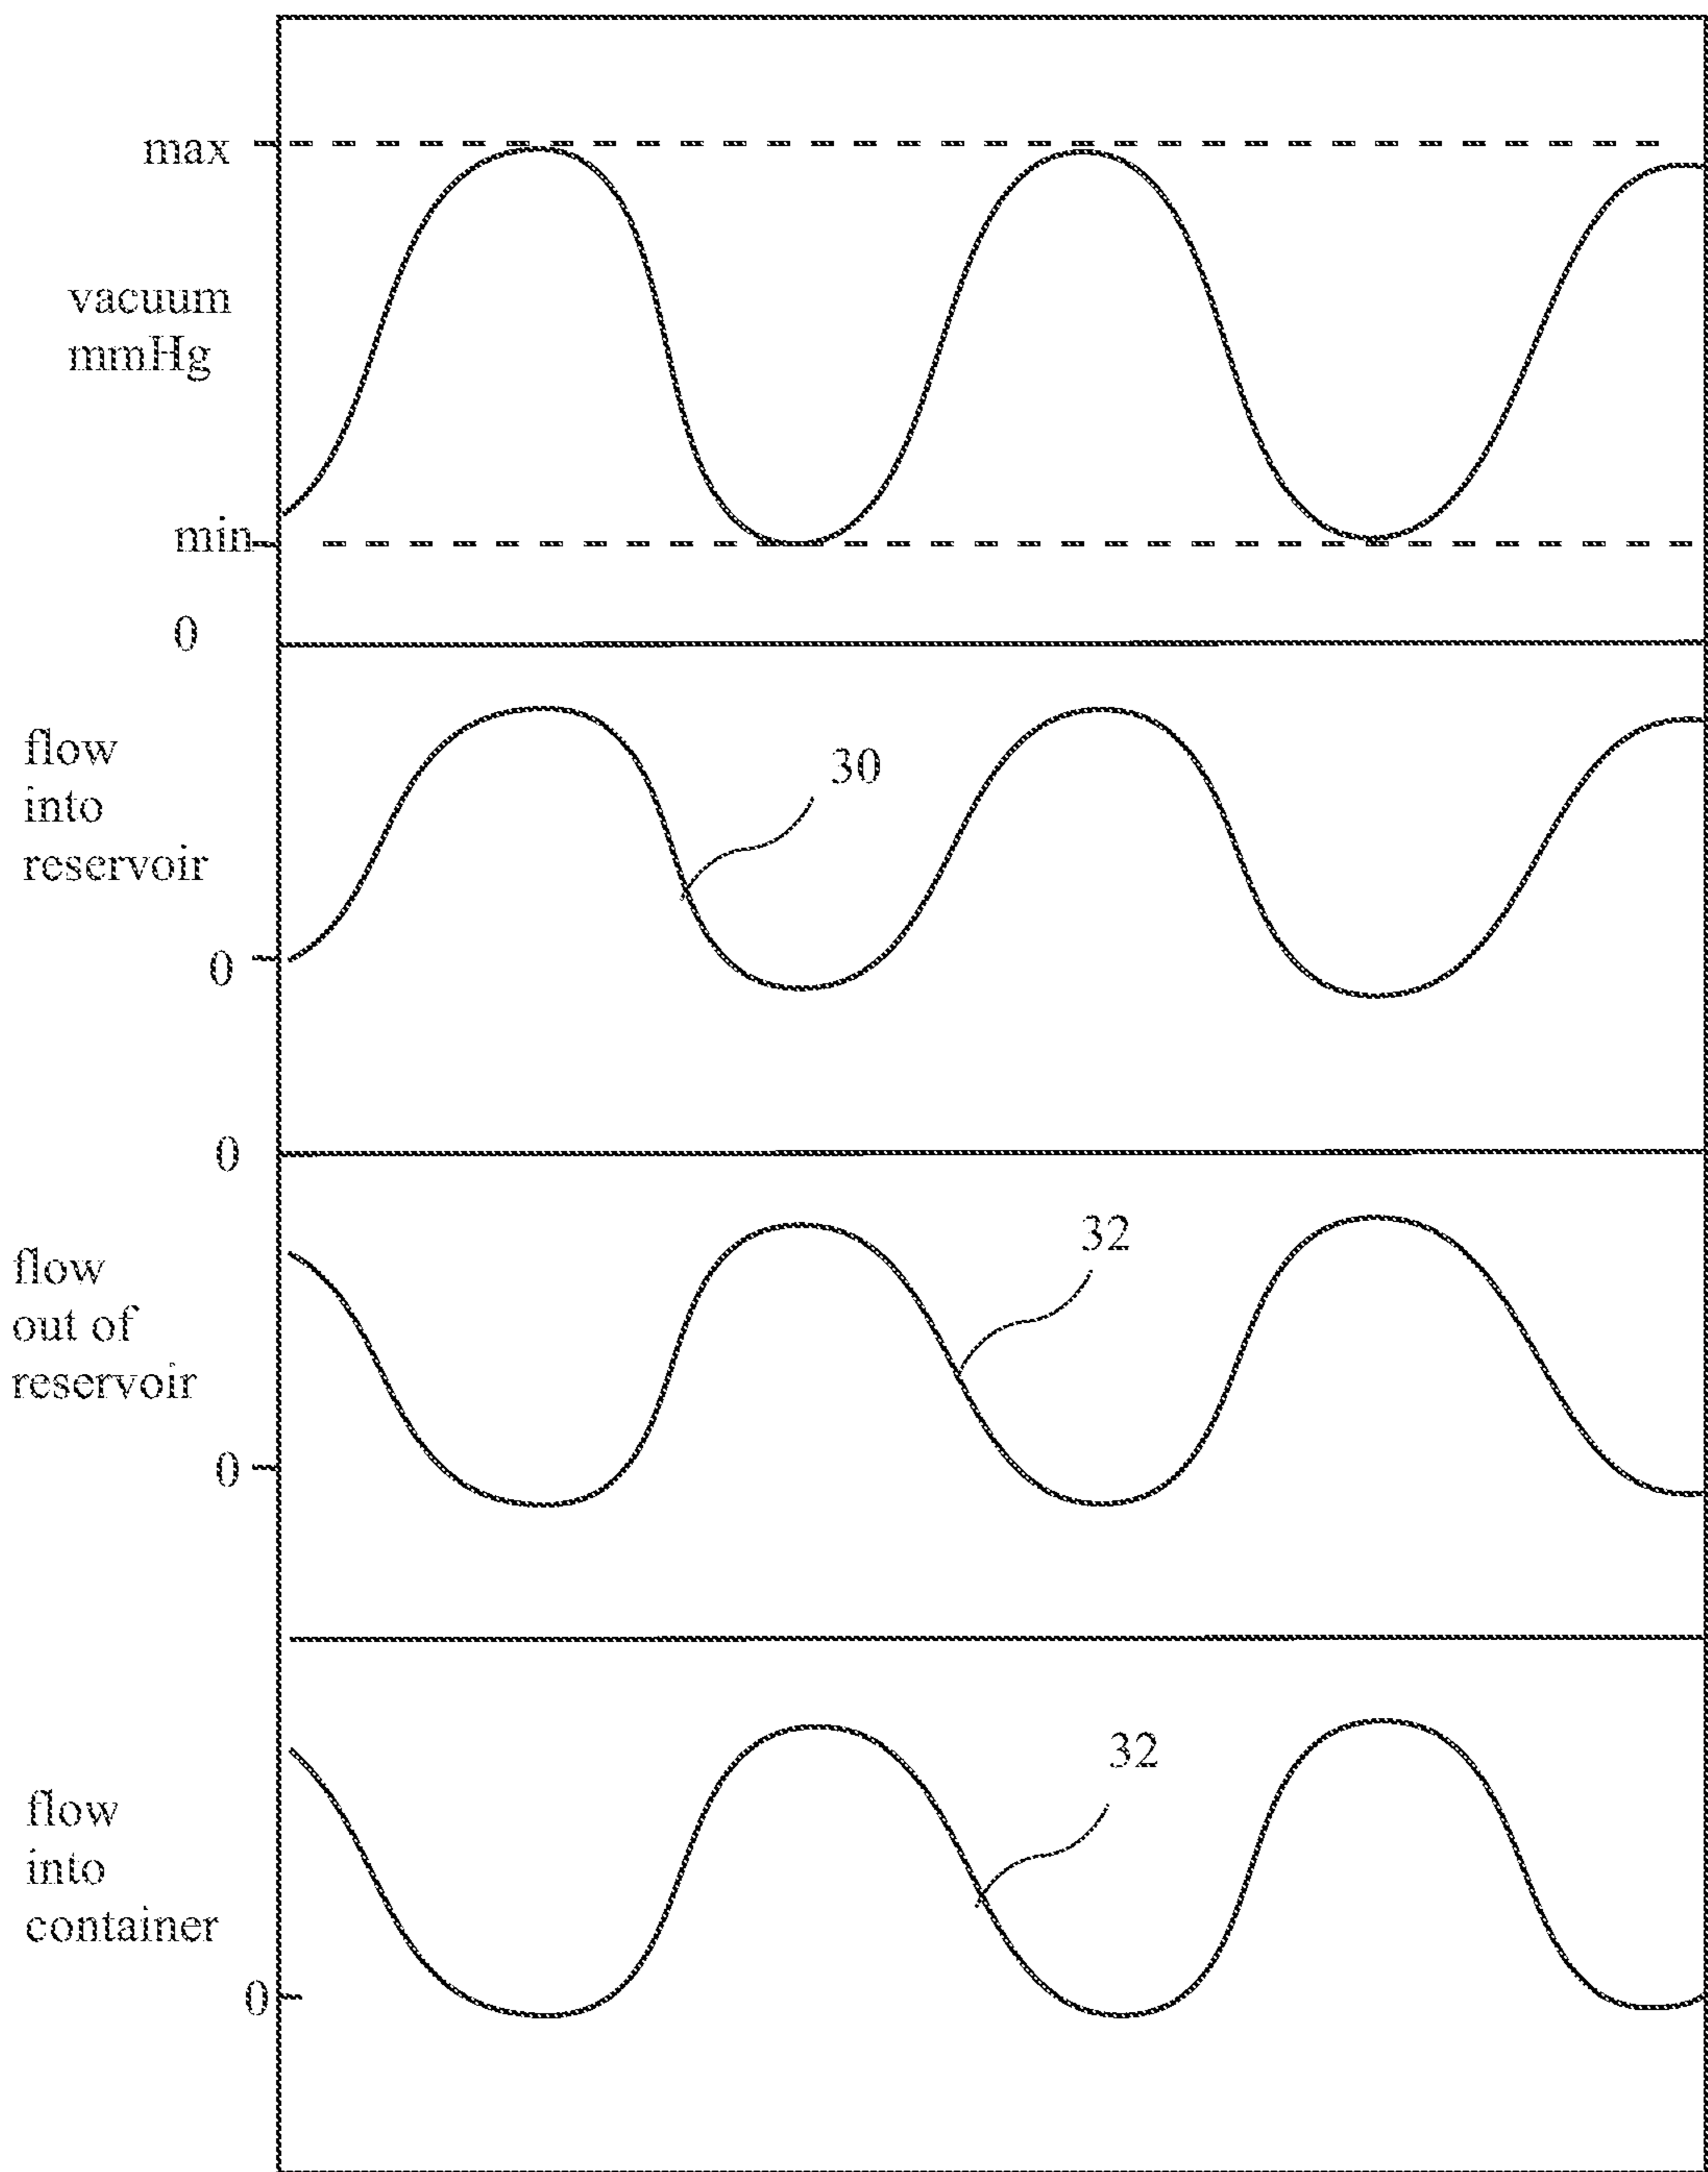 max
vacuum
mmHg
min
0
flow
into
reservoir
30
0
0
flow
out of
reservoir
32
0
flow
into
container
32
0